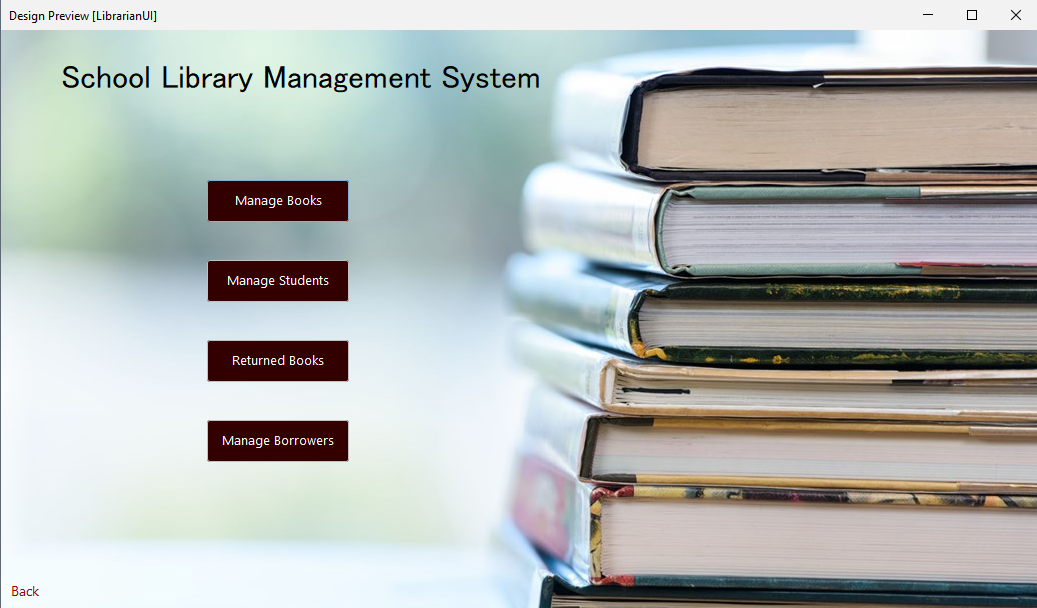 Design Preview [LibrarianUI]
School Library Management System
Manage Books
Manage Students
Returned Books
Manage Borrowers
Back